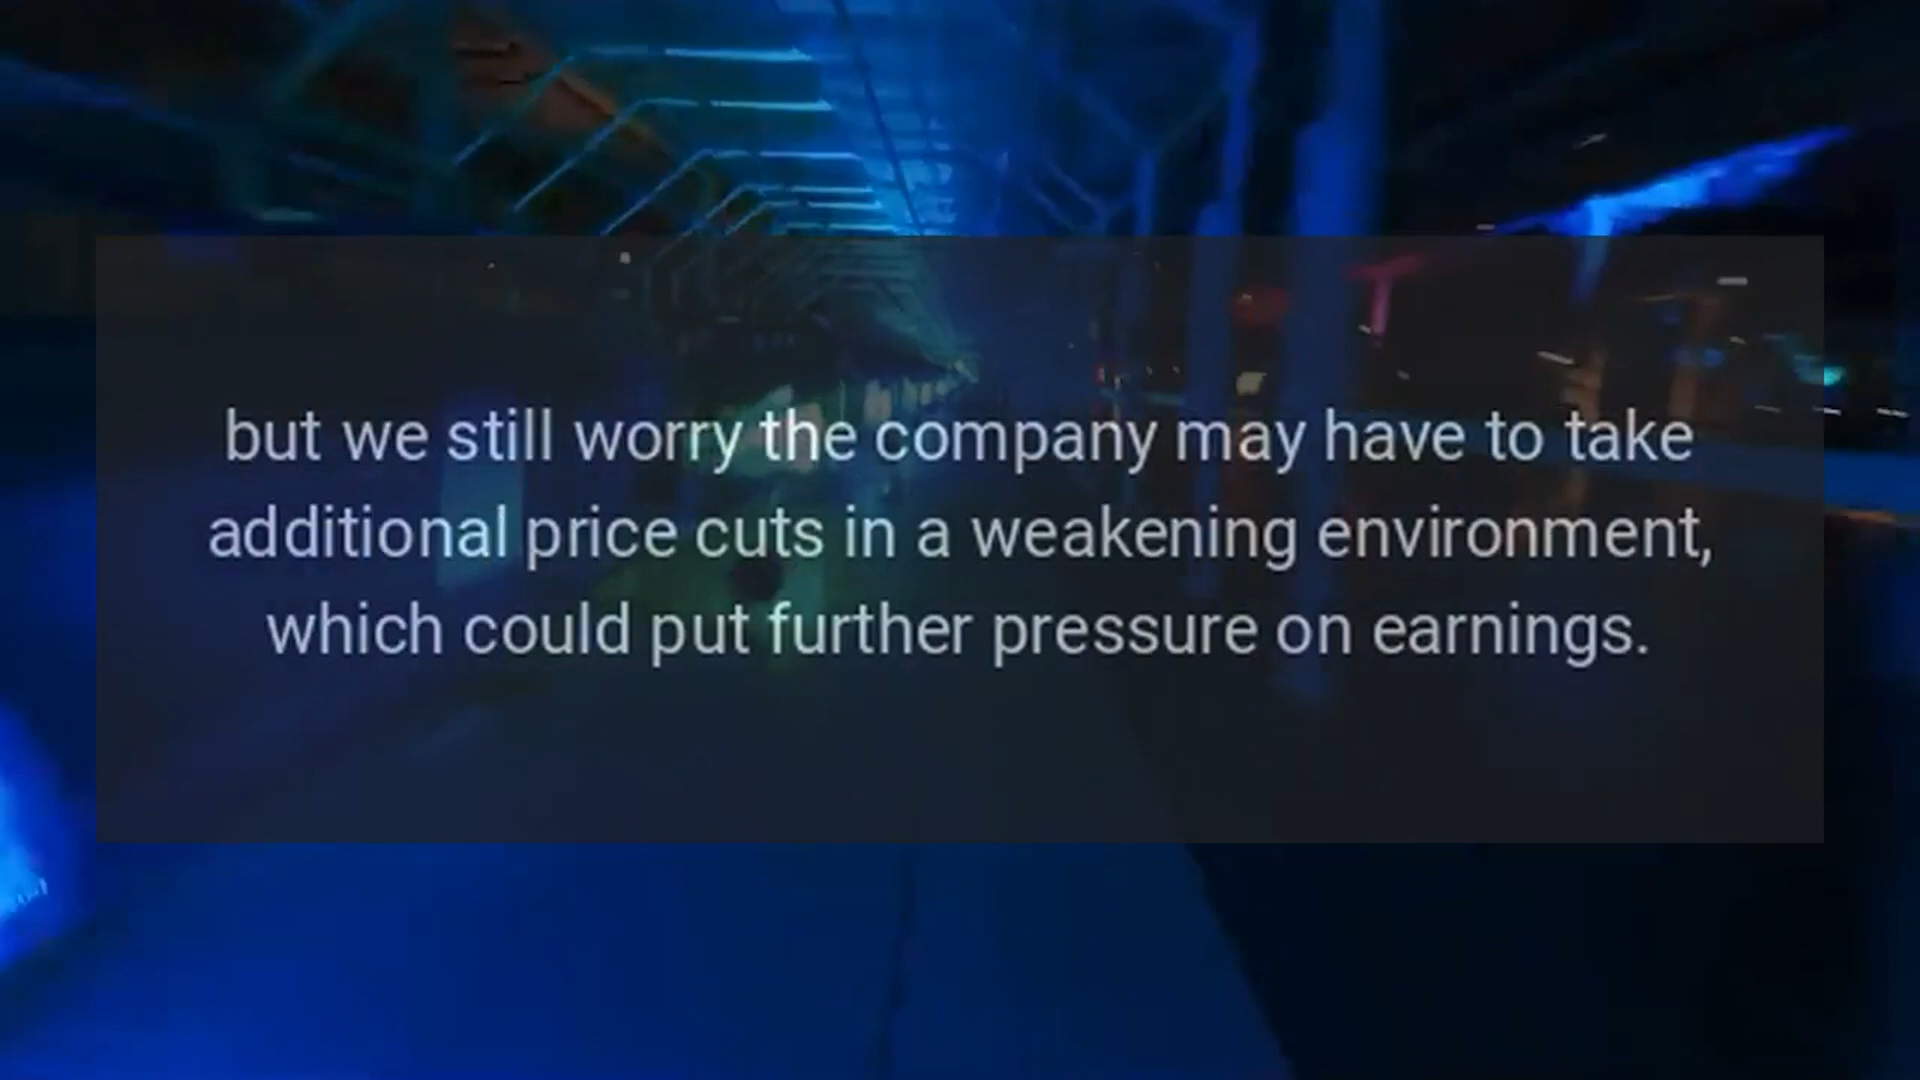 but we still worry the company may have to take
additional price cuts in a weakening environment,
which could put further pressure on earnings.